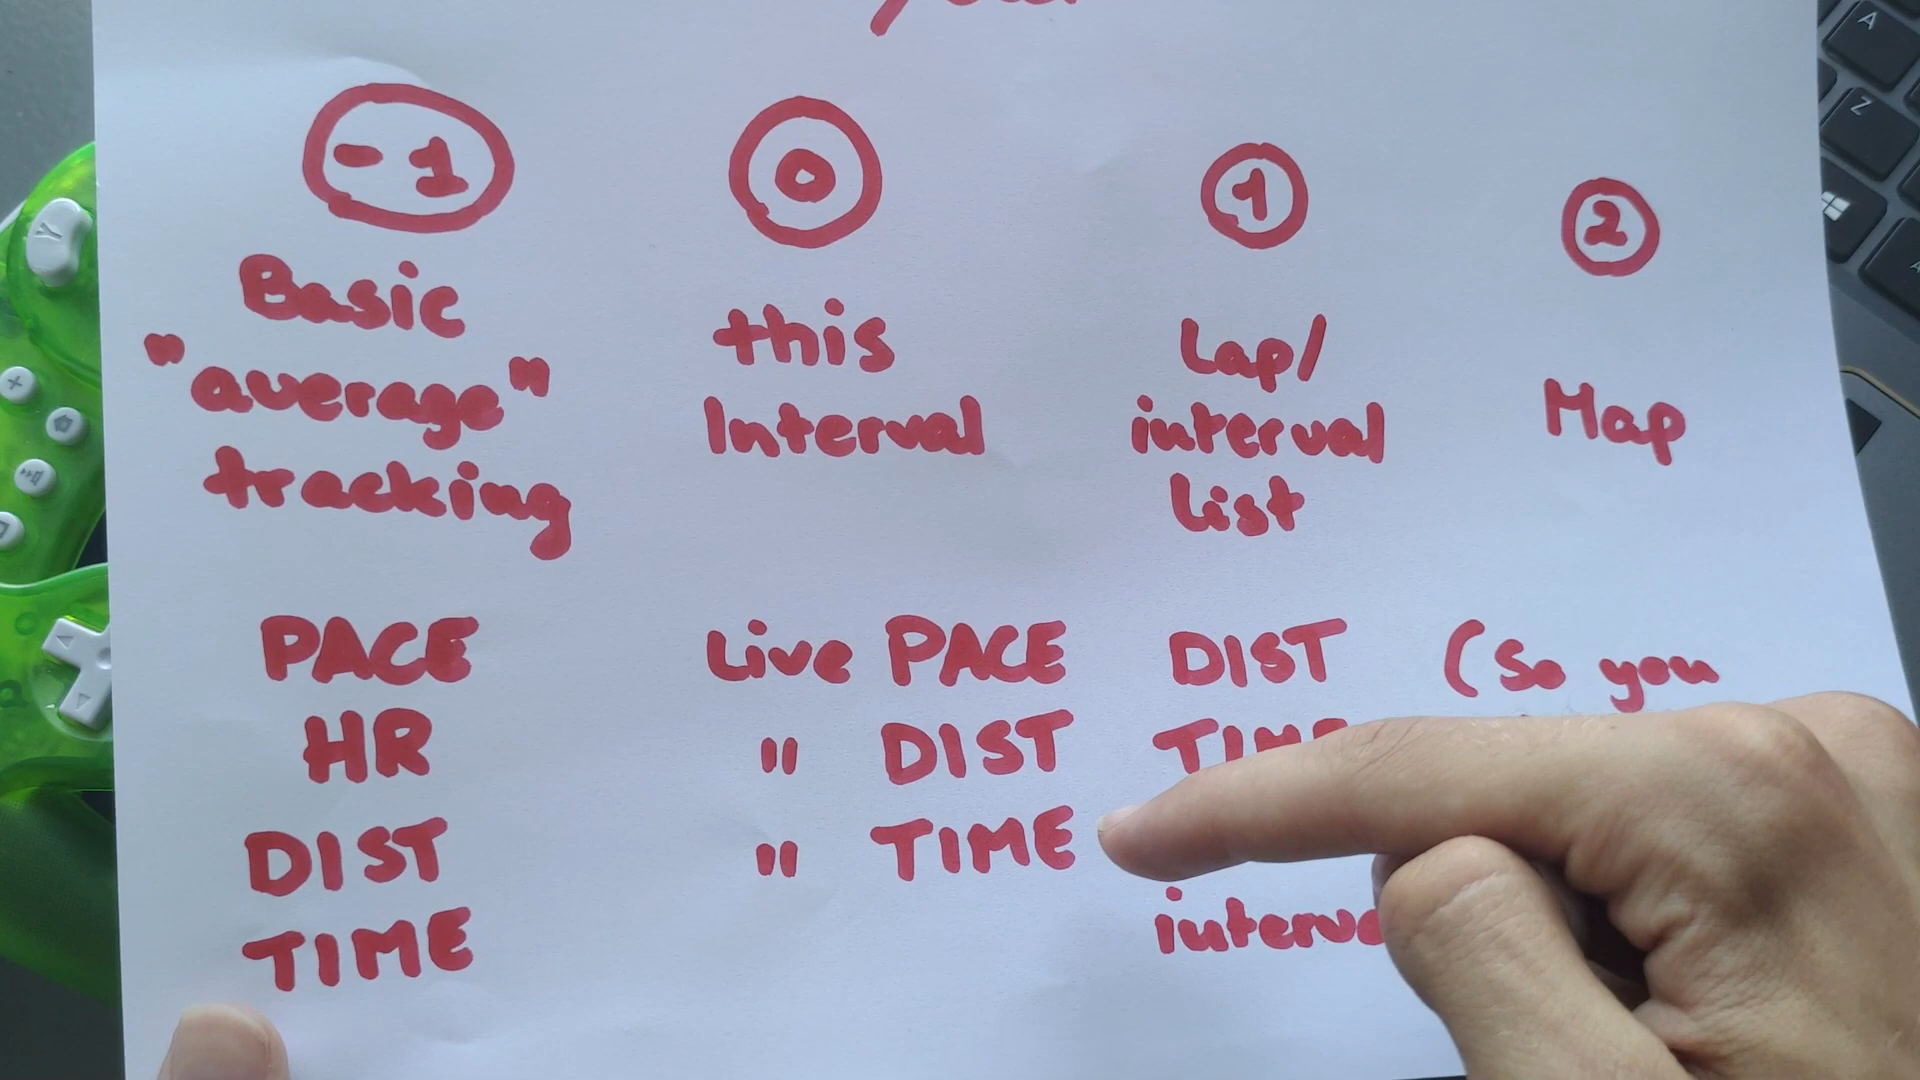 -1
Basic
"average"
tracking
PACE
HR
DIST
TIME
0
this
Interval
Live PACE
" DIST
" TIME
1
Lap/
interval
List
DIST
2
Map
(So you
Y
A
Z